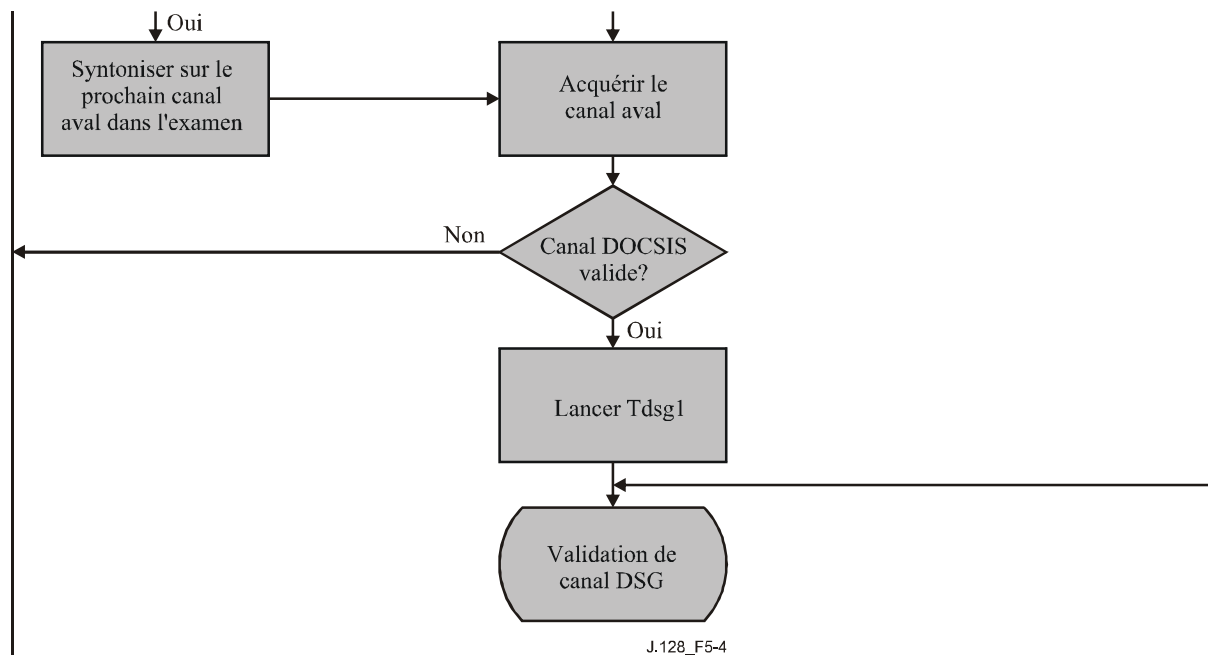 Oui
Syntoniser sur le
prochain canal
aval dans l'examen
Acquérir le
canal aval
Non
Canal DOCSIS
valide?
Oui
Lancer Tdsg1
Validation de
canal DSG
J.128_F5-4